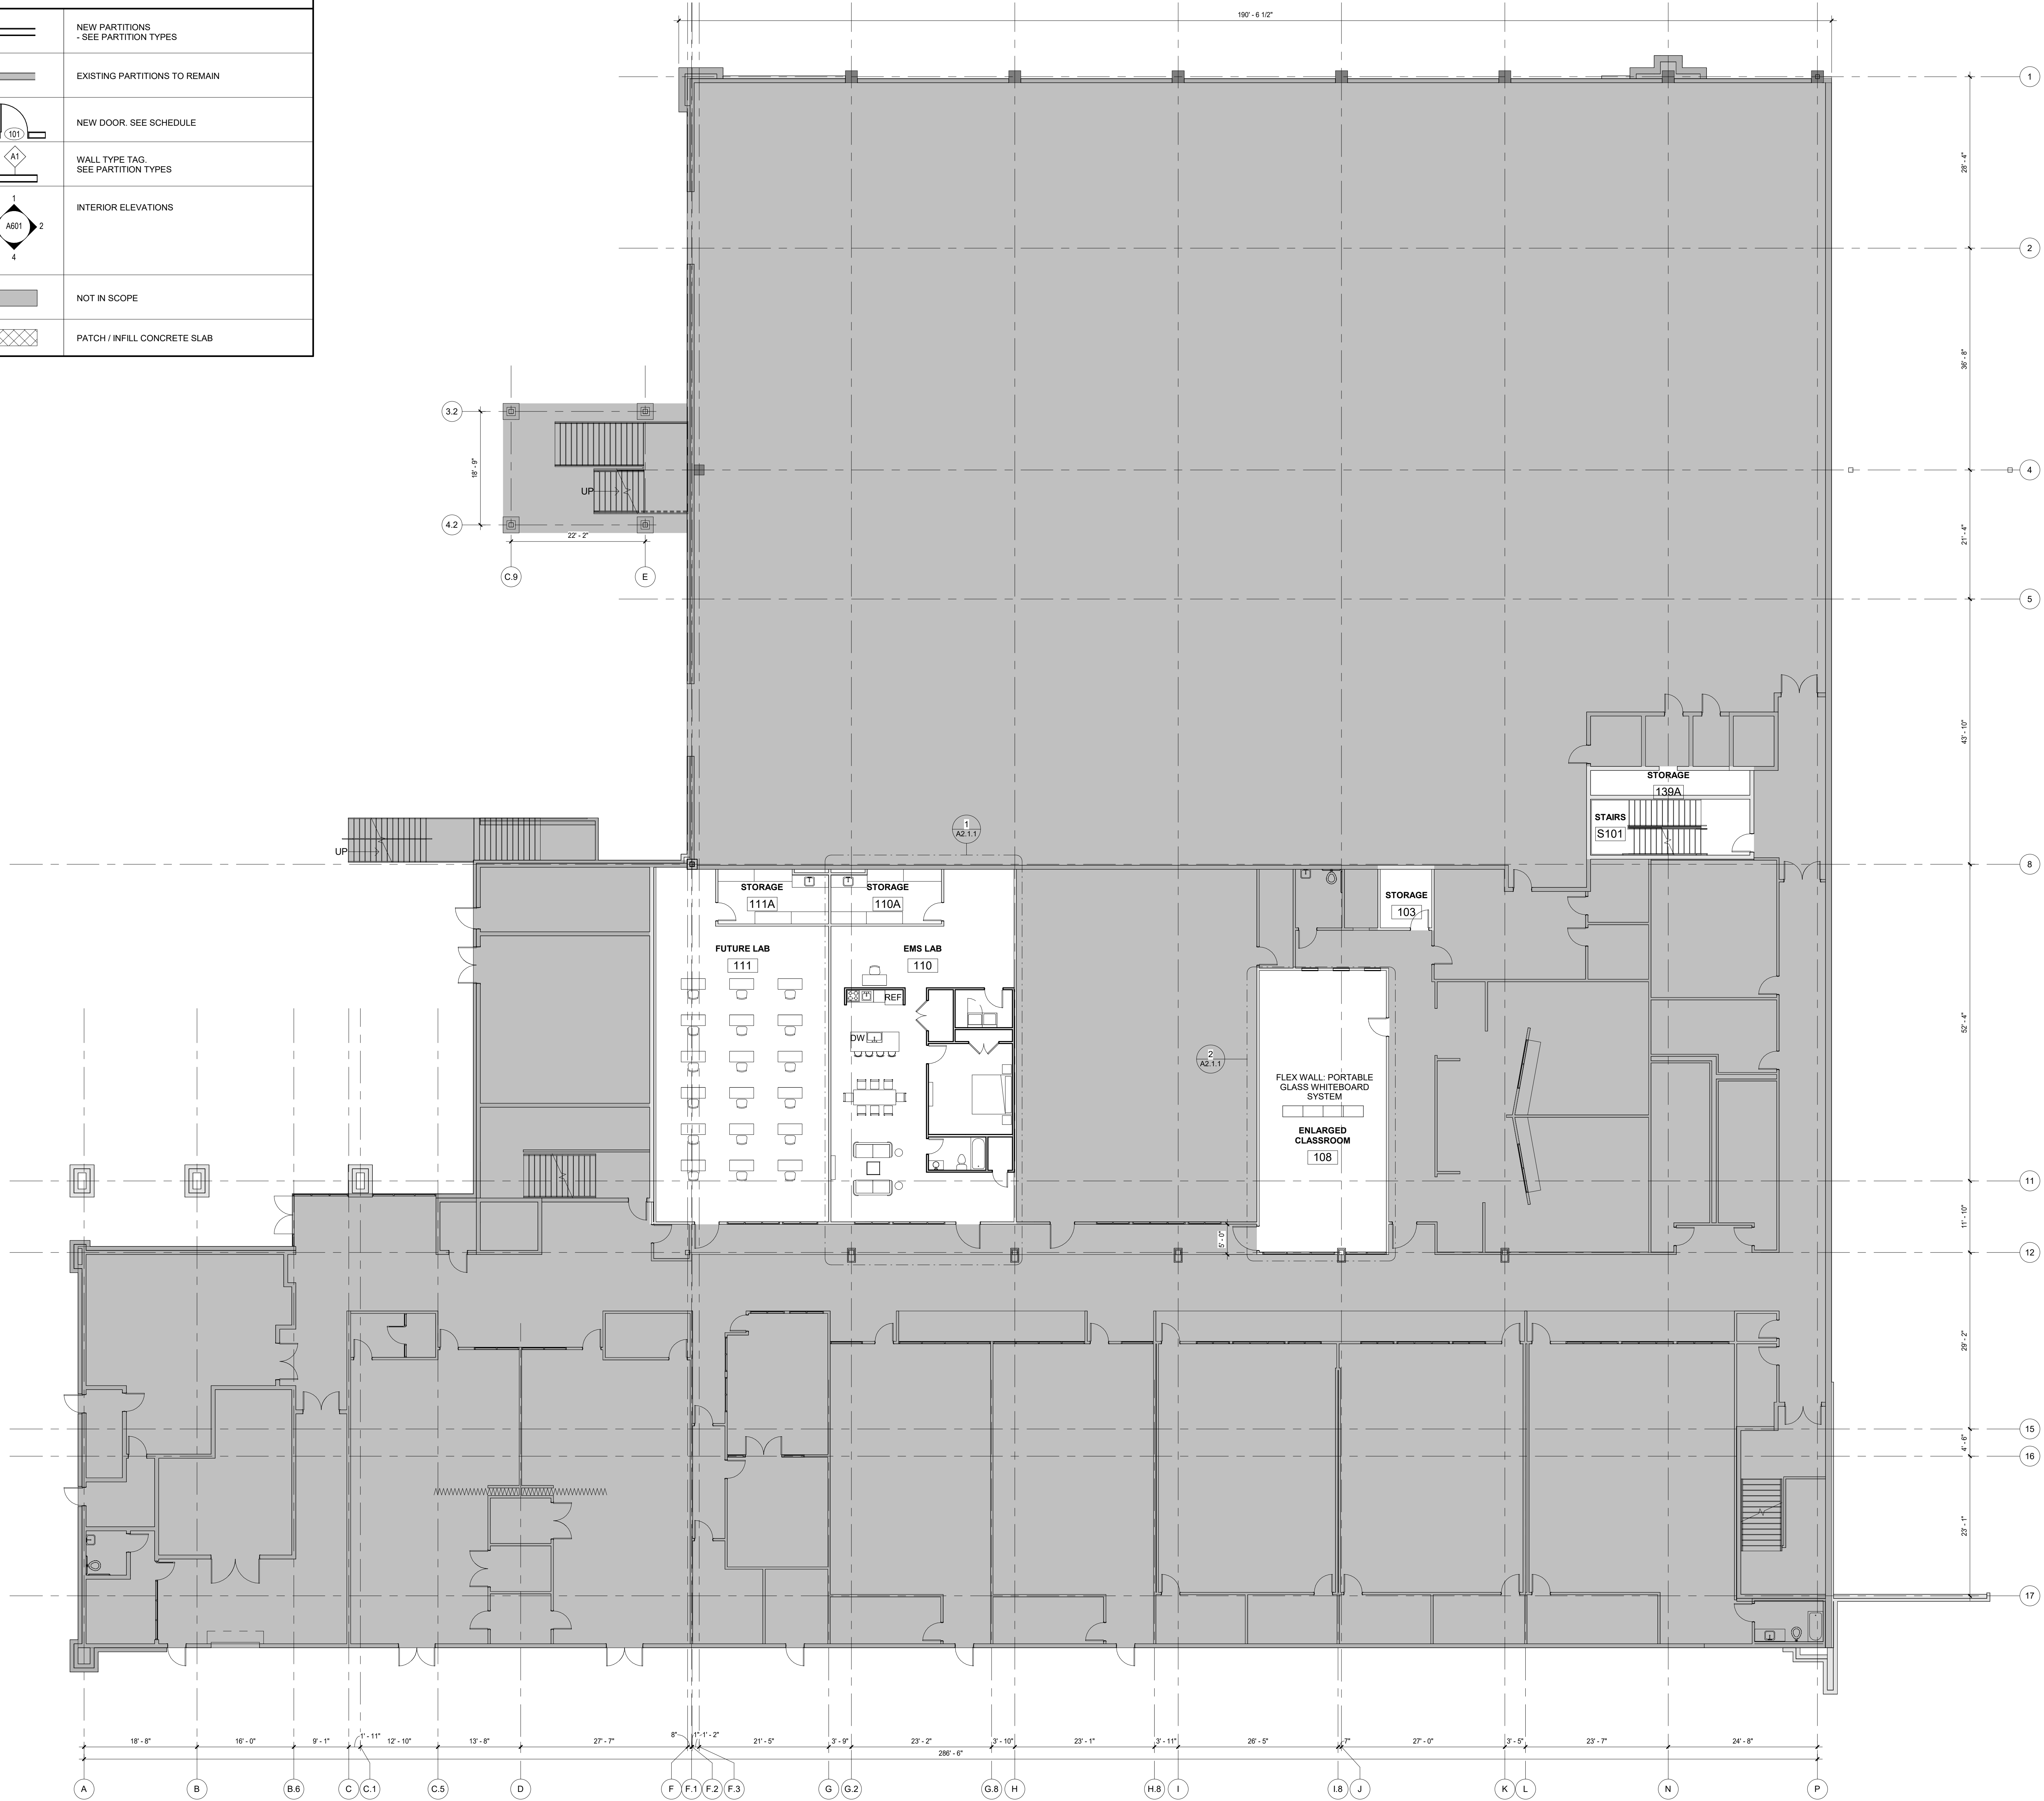 190' - 6 1/2"
NEW PARTITIONS
- SEE PARTITION TYPES
EXISTING PARTITIONS TO REMAIN
101
NEW DOOR. SEE SCHEDULE
A1
WALL TYPE TAG.
SEE PARTITION TYPES
1
A601
2
4
INTERIOR ELEVATIONS
NOT IN SCOPE
PATCH / INFILL CONCRETE SLAB
1
28' - 4"
2
36' - 8"
3.2
18' - 9"
UP
4
21' - 4"
4.2
22' - 2"
C.9
E
5
43' - 10"
STORAGE
139A
STAIRS
S101
UP
1
A2.1.1
8
STORAGE
111A
STORAGE
110A
STORAGE
103
FUTURE LAB
111
EMS LAB
110
REF
DW
52' - 4"
2
A2.1.1
FLEX WALL: PORTABLE
GLASS WHITEBOARD
SYSTEM
ENLARGED
CLASSROOM
108
11
11' - 10"
5' - 0"
12
29' - 2"
15
4' - 6"
16
23' - 1"
17
18' - 8"
16' - 0"
9' - 1"
1' - 11"
12' - 10"
13' - 8"
27' - 7"
8"
1"
1' - 2"
21' - 5"
3' - 9"
23' - 2"
3' - 10"
23' - 1"
3' - 11"
26' - 5"
7"
27' - 0"
3' - 5"
23' - 7"
24' - 8"
286' - 6"
A
B
B.6
C
C.1
C.5
D
F
F.1
F.2
F.3
G
G.2
G.8
H
H.8
I
I.8
J
K
L
N
P